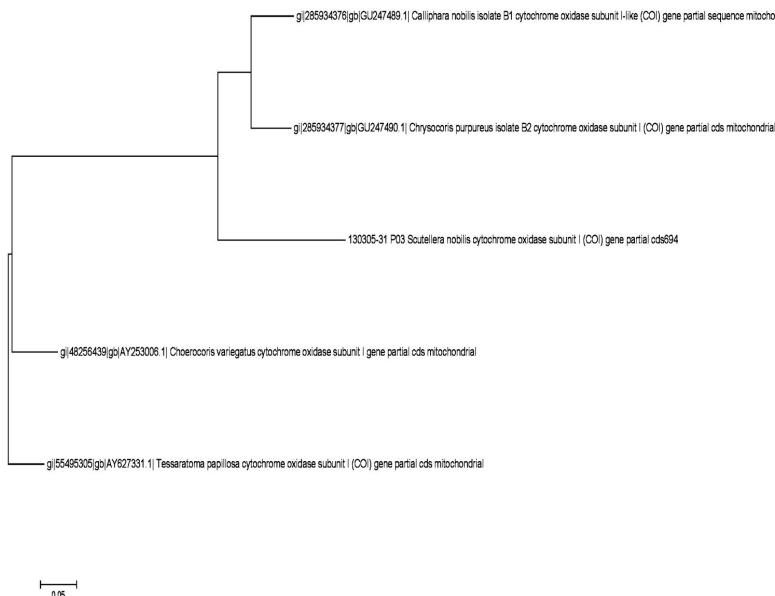 gi|285934376|gb|GU247489.1| Calliphara nobilis isolate B1 cytochrome oxidase subunit I-like (COI) gene partial sequence mitocho
gi|285934377|gb|GU247490.1| Chrysocoris purpureus isolate B2 cytochrome oxidase subunit I (COI) gene partial cds mitochondrial
130305-31 P03 Scutellera nobilis cytochrome oxidase subunit I (COI) gene partial cds694
gi|48256439|gb|AY253006.1| Choerocoris variegatus cytochrome oxidase subunit I gene partial cds mitochondrial
gi|55495305|gb|AY627331.1| Tessaratoma papillosa cytochrome oxidase subunit I (COI) gene partial cds mitochondrial
0.05